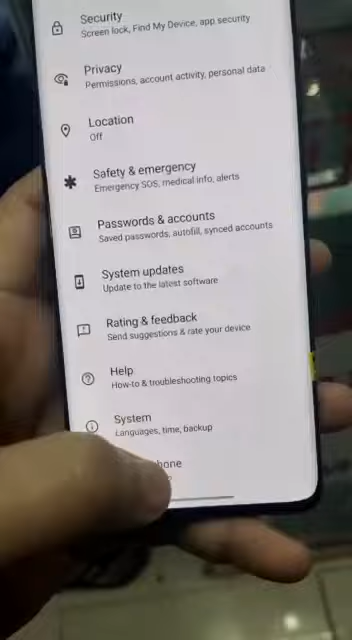 Security
Screen lock, Find My Device, app security
Privacy
Permissions, account activity, personal data
Location
Off
Safety & emergency
Emergency SOS, medical info, alerts
Passwords & accounts
Saved passwords, autofill, synced accounts
System updates
Update to the latest software
Rating & feedback
Send suggestions & rate your device
Help
How-to & troubleshooting topics
System
Languages, time, backup